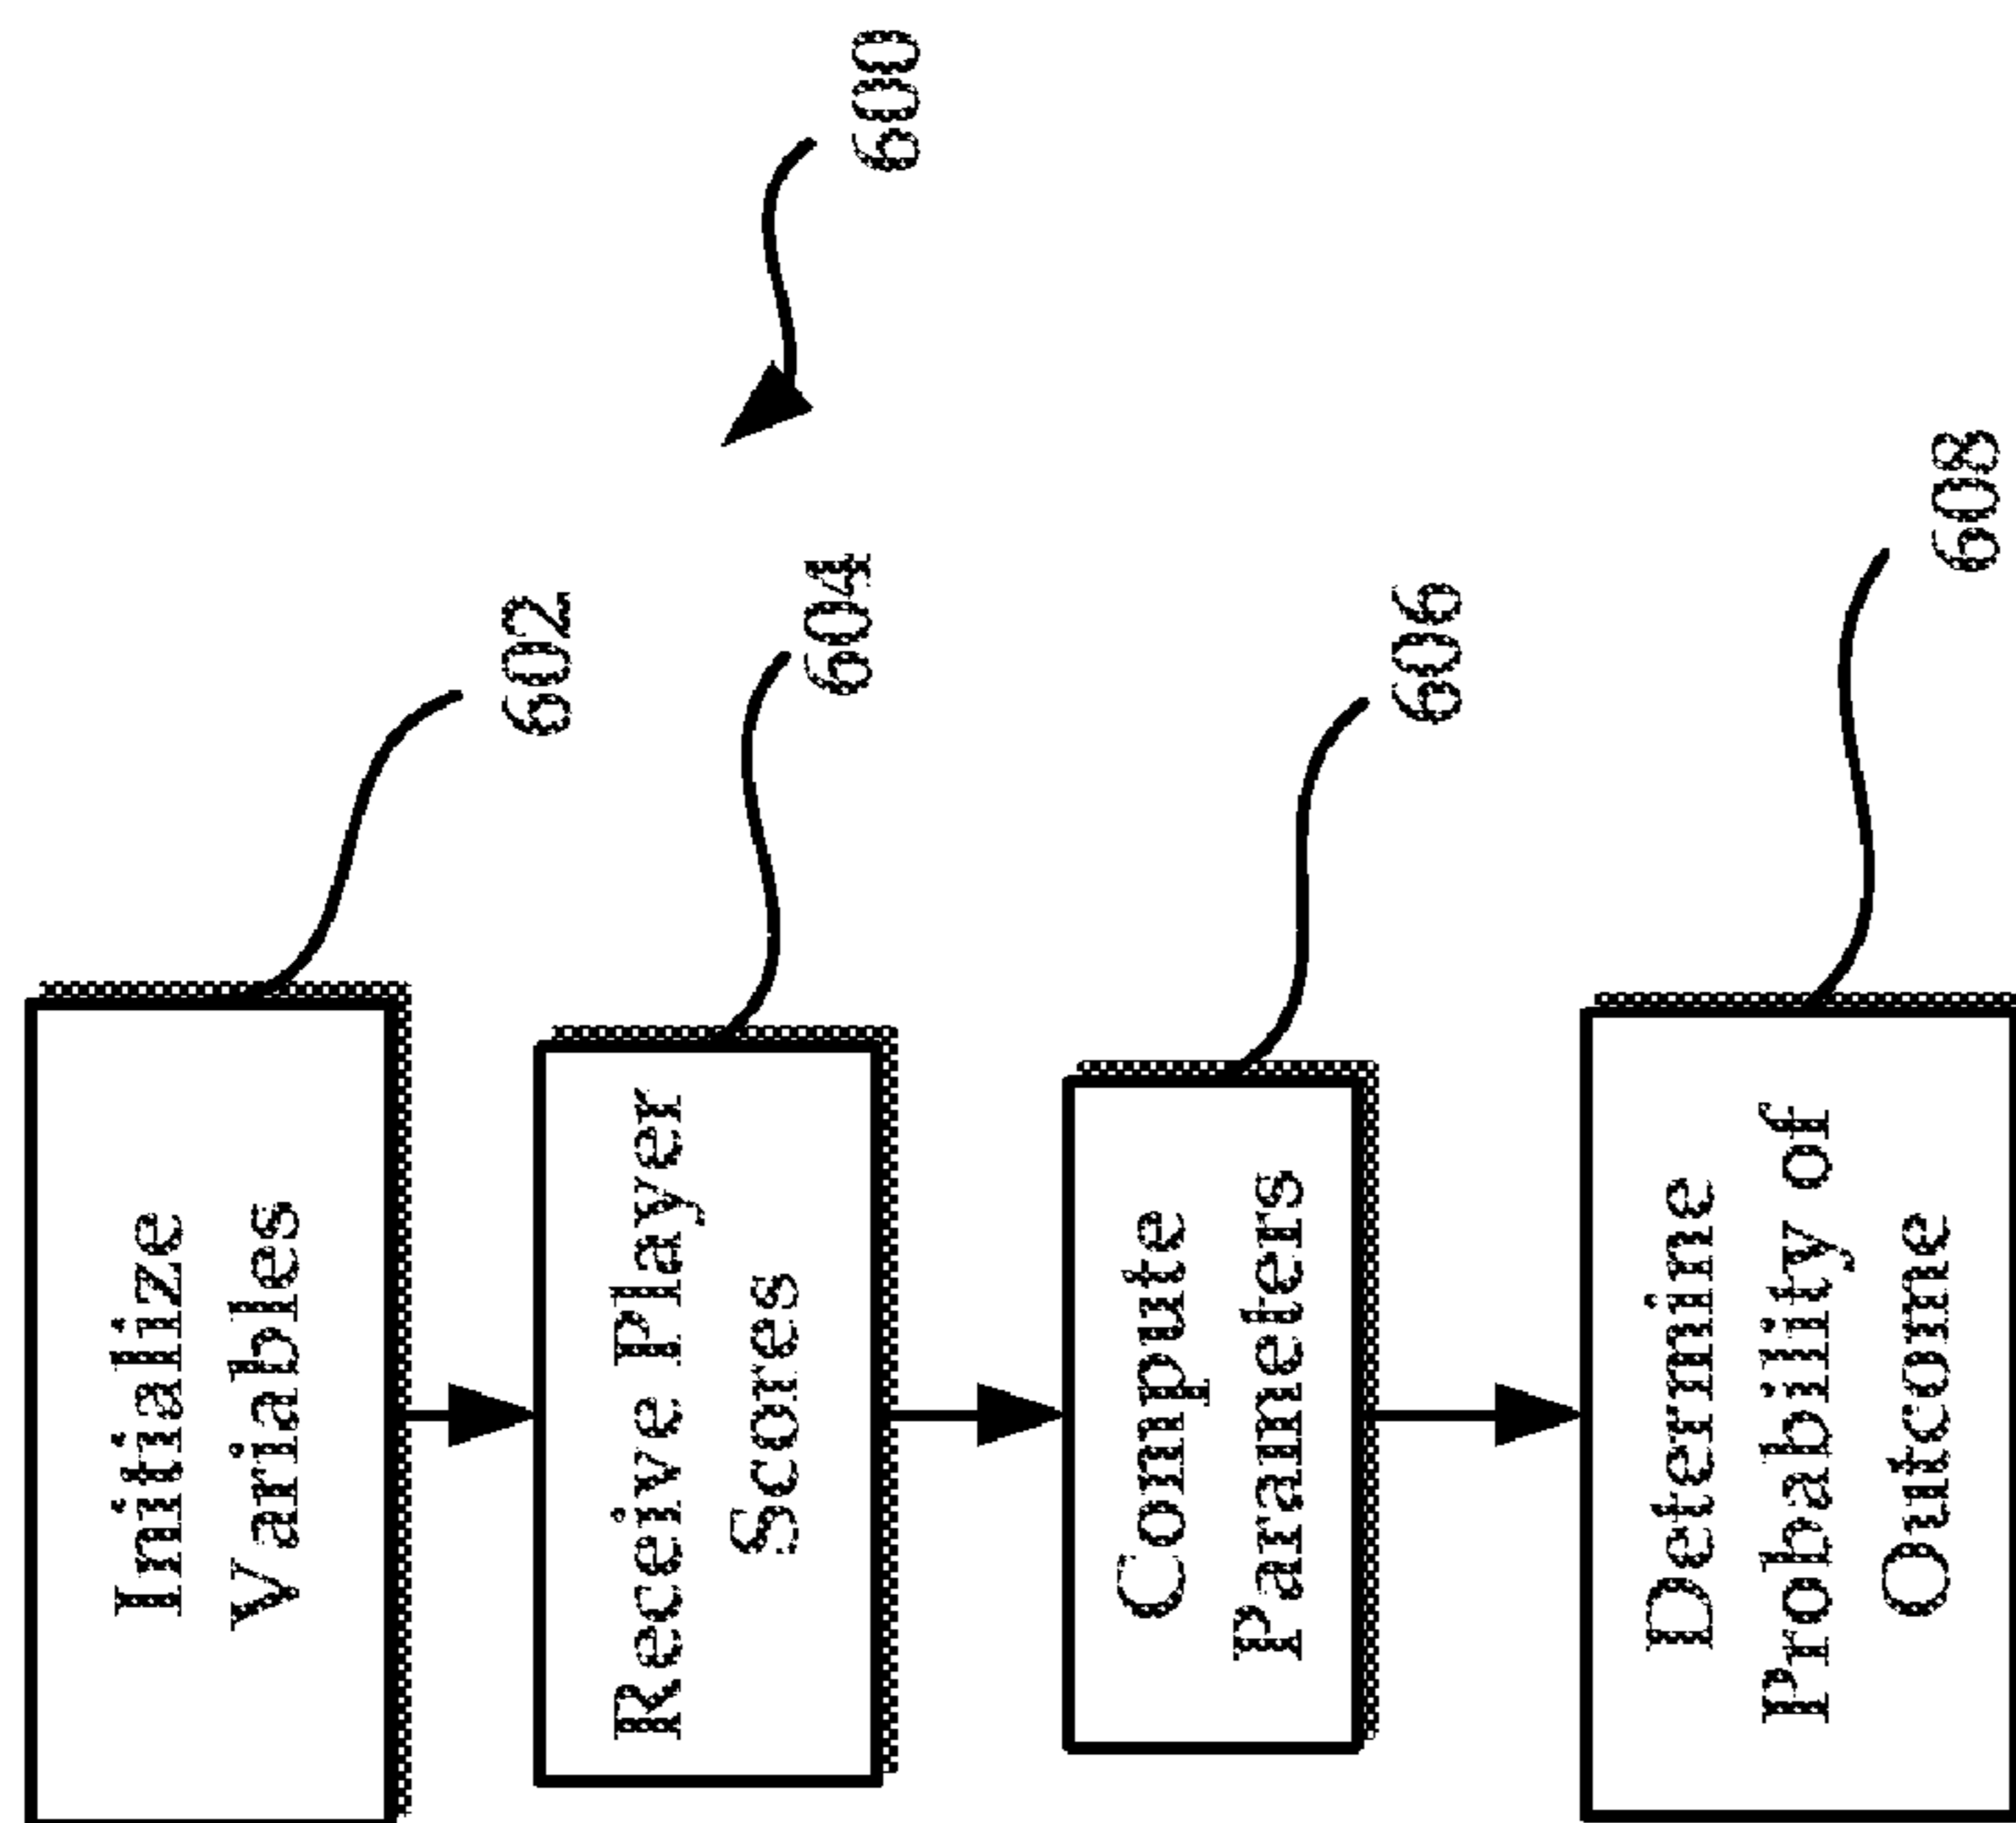 600
Initialize
Variables
602
Receive Player
Scores
604
Compute
Parameters
606
Determine
Probability of
Outcome
608